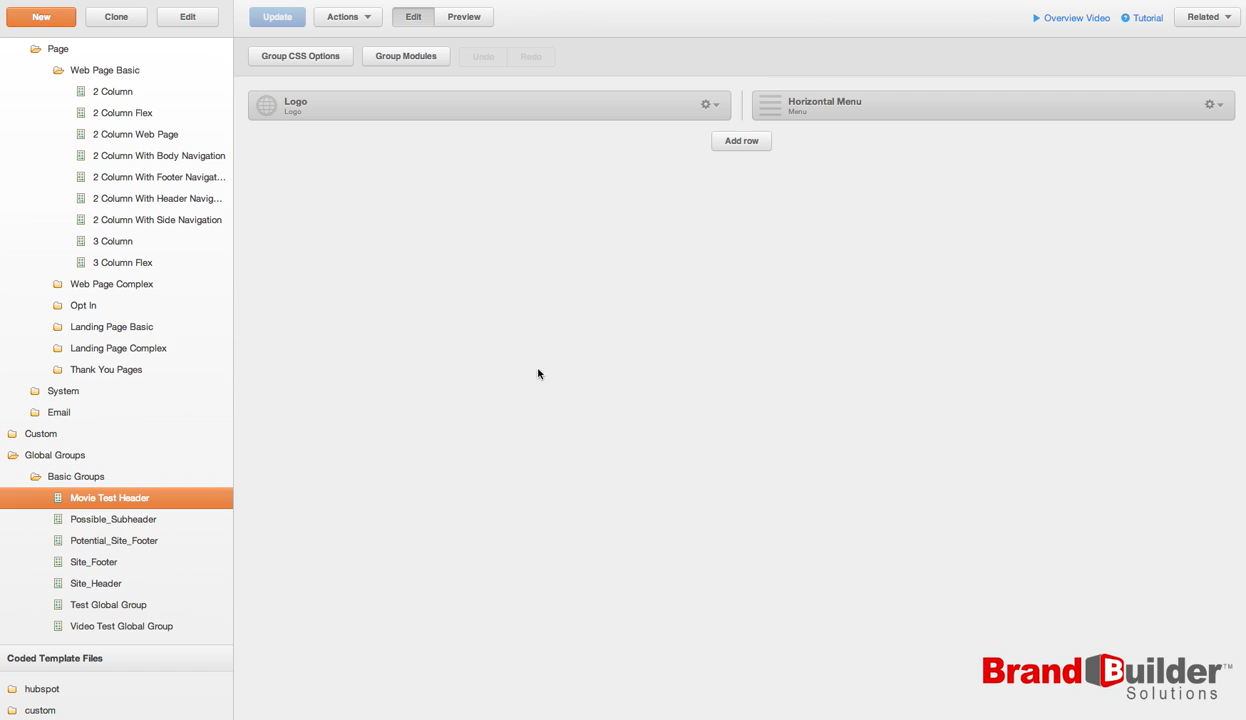 New
Clone
Edit
Update
Actions
Edit
Preview
Overview Video
Tutorial
Related
Group CSS Options
Group Modules
Undo
Redo
Logo
Logo
Horizontal Menu
Menu
Add row
Page
Web Page Basic
2 Column
2 Column Flex
2 Column Web Page
2 Column With Body Navigation
2 Column With Footer Navigat...
2 Column With Header Navig...
2 Column With Side Navigation
3 Column
3 Column Flex
Web Page Complex
Opt In
Landing Page Basic
Landing Page Complex
Thank You Pages
System
Email
Custom
Global Groups
Basic Groups
Movie Test Header
Possible_Subheader
Potential_Site_Footer
Site_Footer
Site_Header
Test Global Group
Video Test Global Group
Coded Template Files
hubspot
custom
BrandBuilder™
Solutions